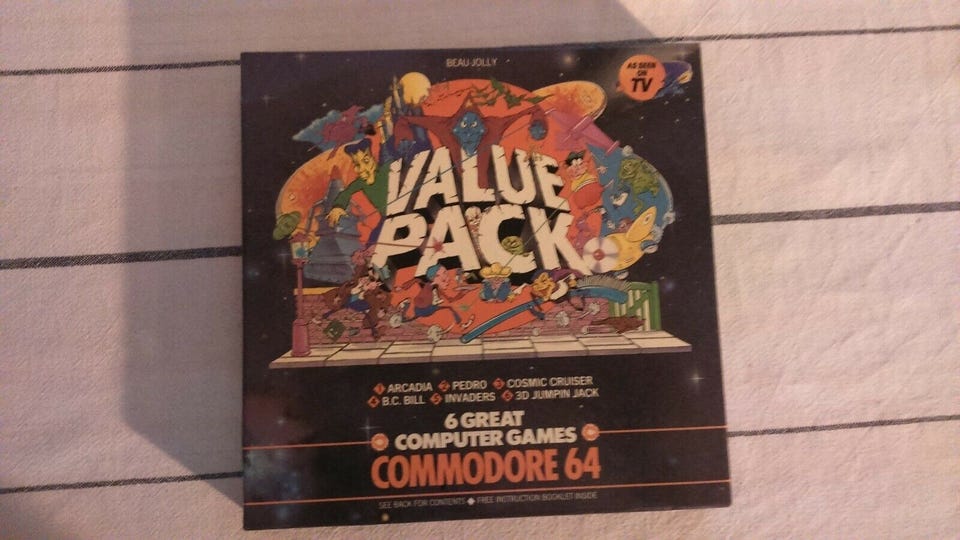 BEAU-JOLLY
AS SEEN
ON
TV
VALUE
PACK
1 ARCADIA 2 PEDRO 3 COSMIC CRUISER
4 B.C. BILL 5 INVADERS 6 3D JUMPIN JACK
6 GREAT
COMPUTER GAMES
COMMODORE 64
SEE BACK FOR CONTENTS ◆ FREE INSTRUCTION BOOKLET INSIDE